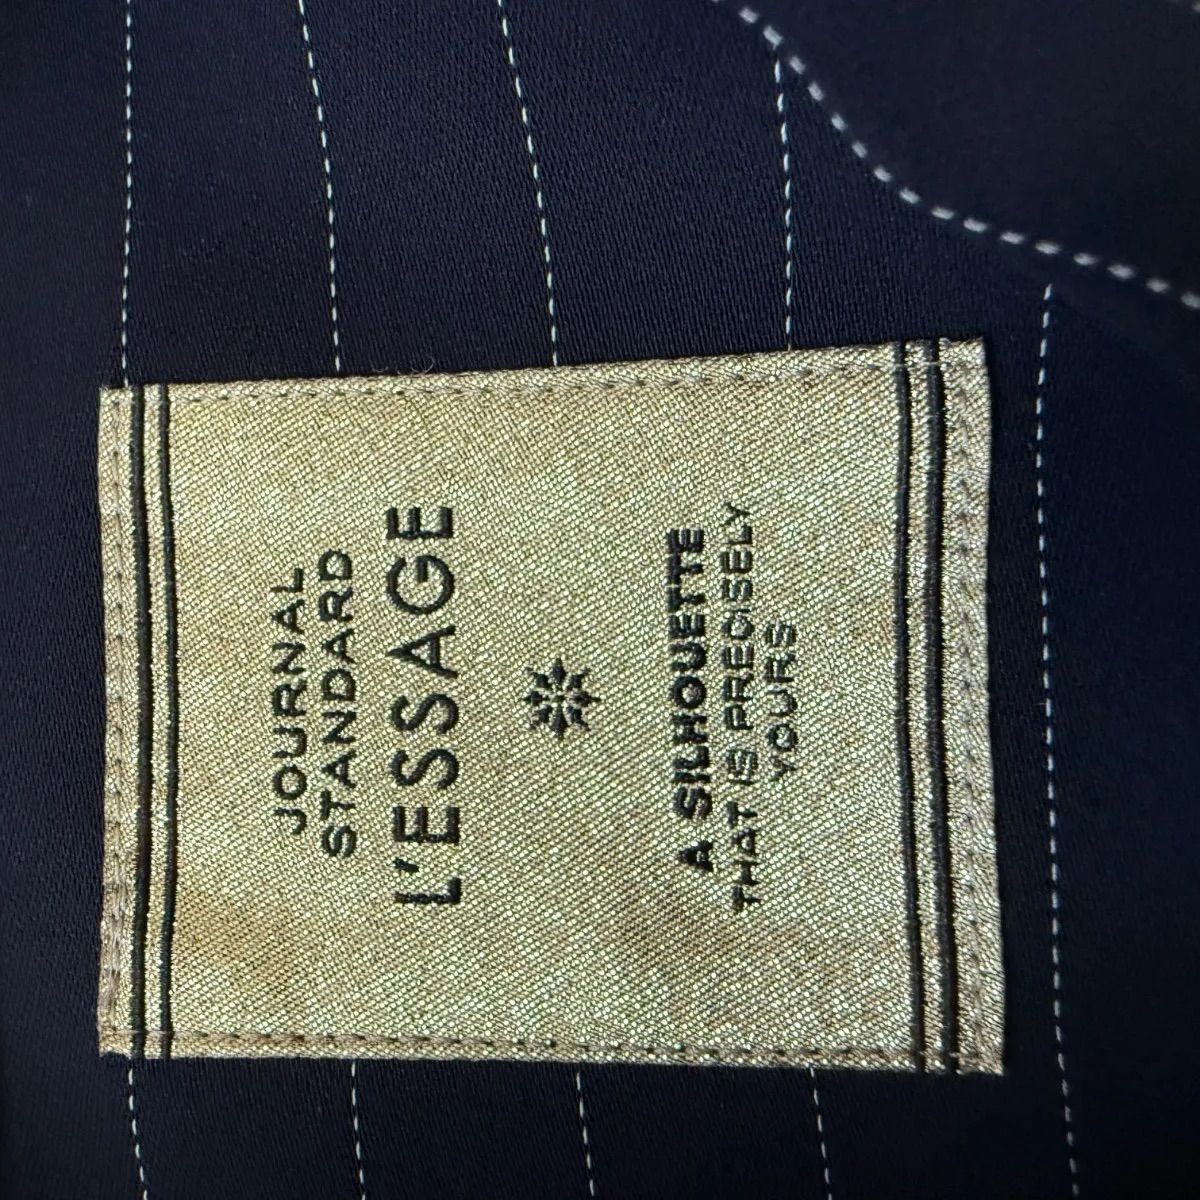 JOURNAL
STANDARD
L'ESSAGE
A SILHOUETTE
THAT IS PRECISELY
YOURS